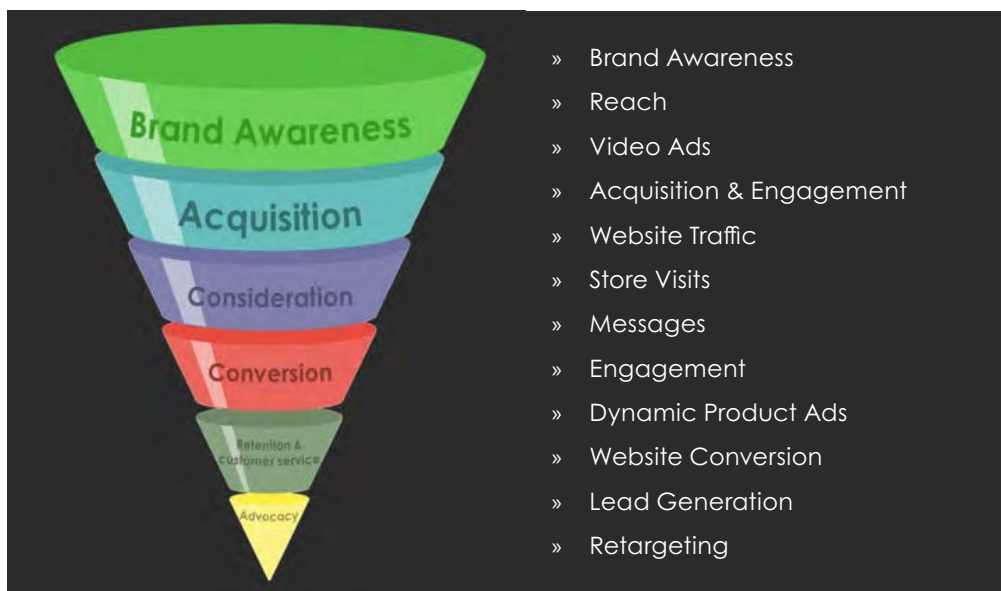 Brand Awareness
Acquisition
Consideration
Conversion
Retention &
customer service
Advocacy
» Brand Awareness
» Reach
» Video Ads
» Acquisition & Engagement
» Website Traffic
» Store Visits
» Messages
» Engagement
» Dynamic Product Ads
» Website Conversion
» Lead Generation
» Retargeting